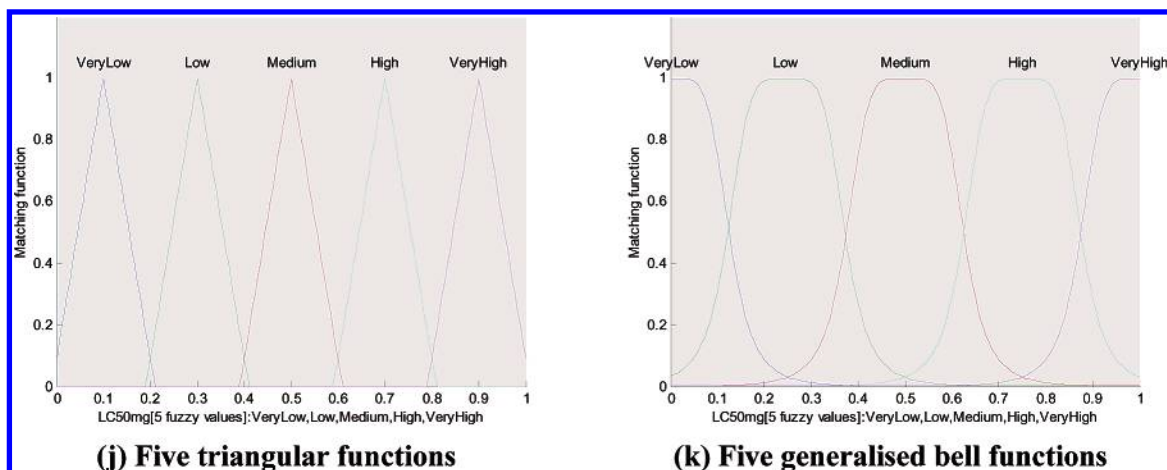 VeryLow Low Medium High VeryHigh
1
0.8
0.6
0.4
0.2
0
Matching function
0 0.1 0.2 0.3 0.4 0.5 0.6 0.7 0.8 0.9 1
LC50mg[5 fuzzy values]:VeryLow,Low,Medium,High,VeryHigh
(j) Five triangular functions
VeryLow Low Medium High VeryHigh
1
0.8
0.6
0.4
0.2
0
Matching function
0 0.1 0.2 0.3 0.4 0.5 0.6 0.7 0.8 0.9 1
LC50mg[5 fuzzy values]:VeryLow,Low,Medium,High,VeryHigh
(k) Five generalised bell functions